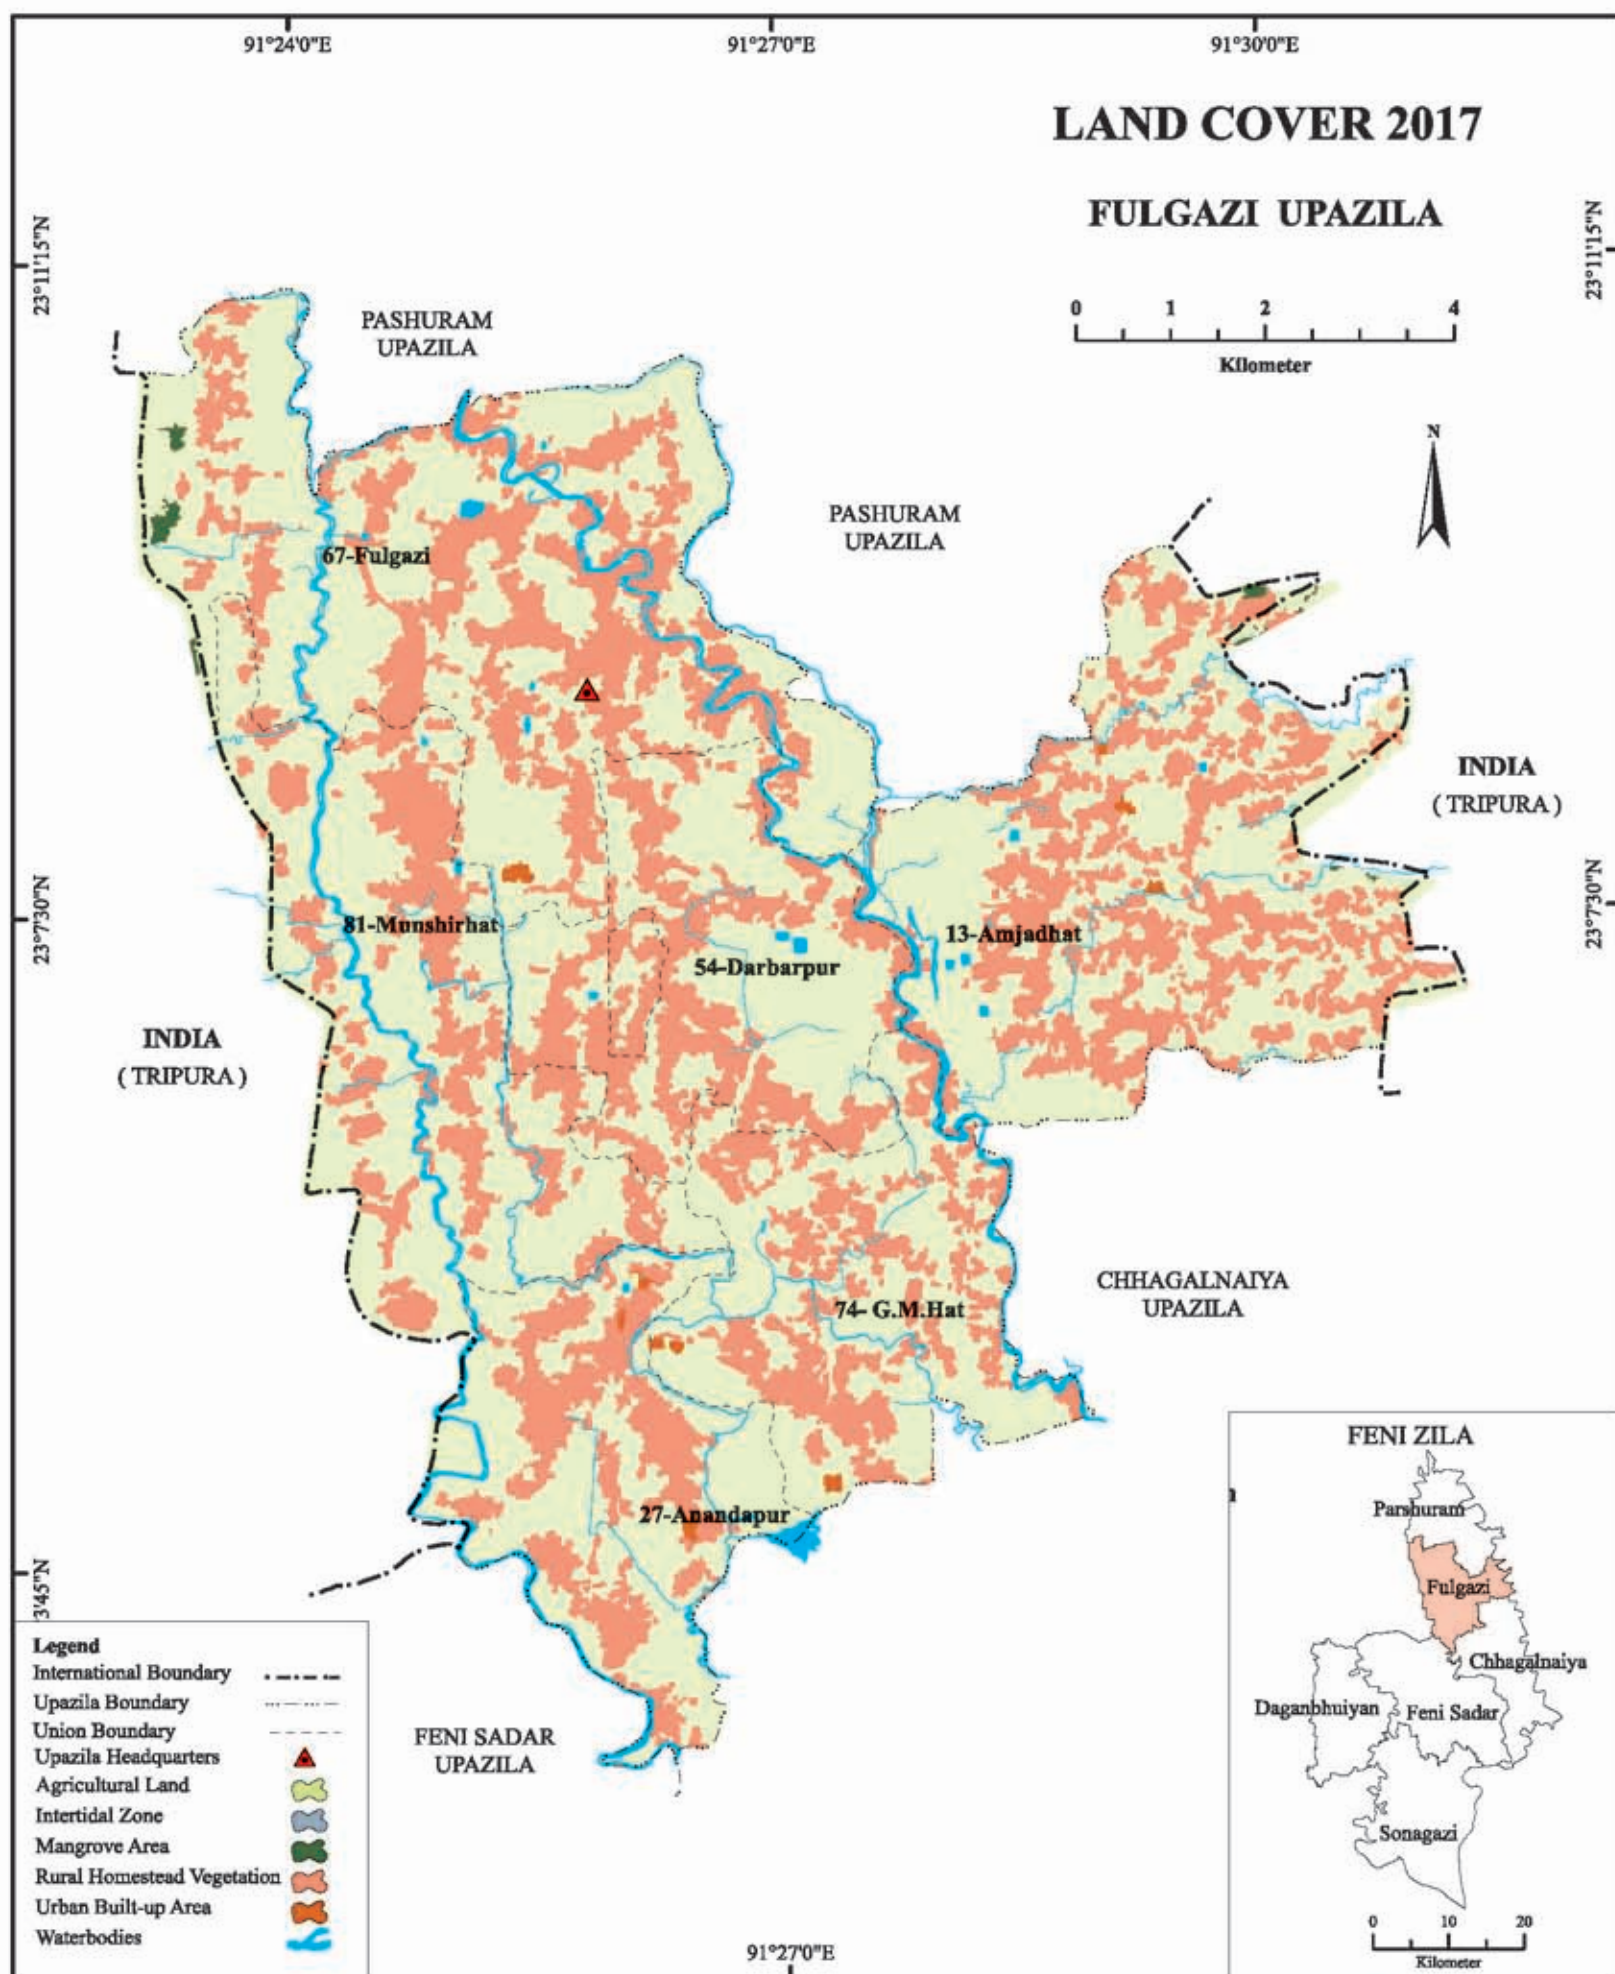 91°24'0"E
91°27'0"E
91°30'0"E
LAND COVER 2017
FULGAZI UPAZILA
23°11'15"N
23°11'15"N
0 1 2 4
Kilometer
PASHURAM
UPAZILA
N
PASHURAM
UPAZILA
67-Fulgazi
INDIA
( TRIPURA )
23°7'30"N
23°7'30"N
81-Munshirhat
13-Amjadhat
54-Darbarpur
INDIA
( TRIPURA )
CHHAGALNAIYA
UPAZILA
74- G.M.Hat
27-Anandapur
3'45"N
FENI SADAR
UPAZILA
Legend
International Boundary
Upazila Boundary
Union Boundary
Upazila Headquarters
Agricultural Land
Intertidal Zone
Mangrove Area
Rural Homestead Vegetation
Urban Built-up Area
Waterbodies
91°27'0"E
FENI ZILA
Parshuram
Fulgazi
Chhagalnaiya
Daganbhuiyan
Feni Sadar
Sonagazi
0 10 20
Kilometer